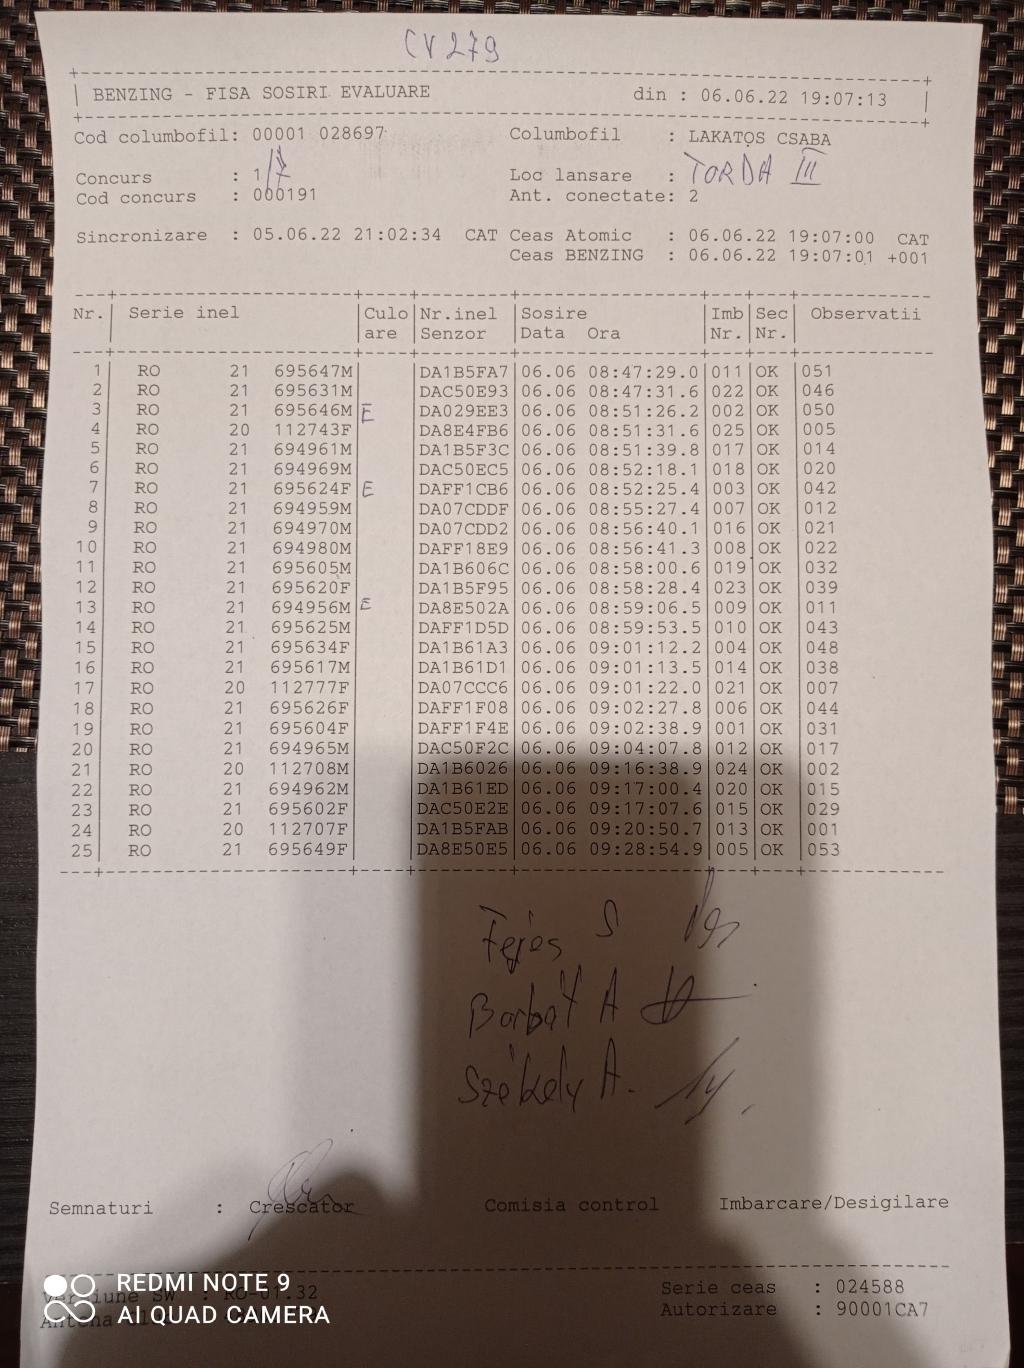 CV279
BENZING - FISA SOSIRI EVALUARE din : 06.06.22 19:07:13
Cod columbofil: 00001 028697 Columbofil : LAKATOS CSABA
Concurs : 1/7 Loc lansare : TORDA III
Cod concurs : 000191 Ant. conectate: 2
Sincronizare : 05.06.22 21:02:34 CAT Ceas Atomic : 06.06.22 19:07:00 CAT
Ceas BENZING : 06.06.22 19:07:01 +001
Nr. Serie inel Culo Nr.inel Sosire Imb Sec Observatii
are Senzor Data Ora Nr. Nr.
1 RO 21 695647M DA1B5FA7 06.06 08:47:29.0 011 OK 051
2 RO 21 695631M DAC50E93 06.06 08:47:31.6 022 OK 046
3 RO 21 695646M E DA029EE3 06.06 08:51:26.2 002 OK 050
4 RO 20 112743F DA8E4FB6 06.06 08:51:31.6 025 OK 005
5 RO 21 694961M DA1B5F3C 06.06 08:51:39.8 017 OK 014
6 RO 21 694969M DAC50EC5 06.06 08:52:18.1 018 OK 020
7 RO 21 695624F E DAFF1CB6 06.06 08:52:25.4 003 OK 042
8 RO 21 694959M DA07CDDF 06.06 08:55:27.4 007 OK 012
9 RO 21 694970M DA07CDD2 06.06 08:56:40.1 016 OK 021
10 RO 21 694980M DAFF18E9 06.06 08:56:41.3 008 OK 022
11 RO 21 695605M DA1B606C 06.06 08:58:00.6 019 OK 032
12 RO 21 695620F DA1B5F95 06.06 08:58:28.4 023 OK 039
13 RO 21 694956M E DA8E502A 06.06 08:59:06.5 009 OK 011
14 RO 21 695625M DAFF1D5D 06.06 08:59:53.5 010 OK 043
15 RO 21 695634F DA1B61A3 06.06 09:01:12.2 004 OK 048
16 RO 21 695617M DA1B61D1 06.06 09:01:13.5 014 OK 038
17 RO 20 112777F DA07CCC6 06.06 09:01:22.0 021 OK 007
18 RO 21 695626F DAFF1F08 06.06 09:02:27.8 006 OK 044
19 RO 21 695604F DAFF1F4E 06.06 09:02:38.9 001 OK 031
20 RO 21 694965M DAC50F2C 06.06 09:04:07.8 012 OK 017
21 RO 20 112708M DA1B6026 06.06 09:16:38.9 024 OK 002
22 RO 21 694962M DA1B61ED 06.06 09:17:00.4 020 OK 015
23 RO 21 695602F DAC50E2E 06.06 09:17:07.6 015 OK 029
24 RO 20 112707F DA1B5FAB 06.06 09:20:50.7 013 OK 001
25 RO 21 695649F DA8E50E5 06.06 09:28:54.9 005 OK 053
Fejes S
Borbat A
Székely A.
Semnaturi : Crescator Comisia control Imbarcare/Desigilare
SW : RO-01.32 Serie ceas : 024588
Autorizare : 90001CA7
REDMI NOTE 9
AI QUAD CAMERA